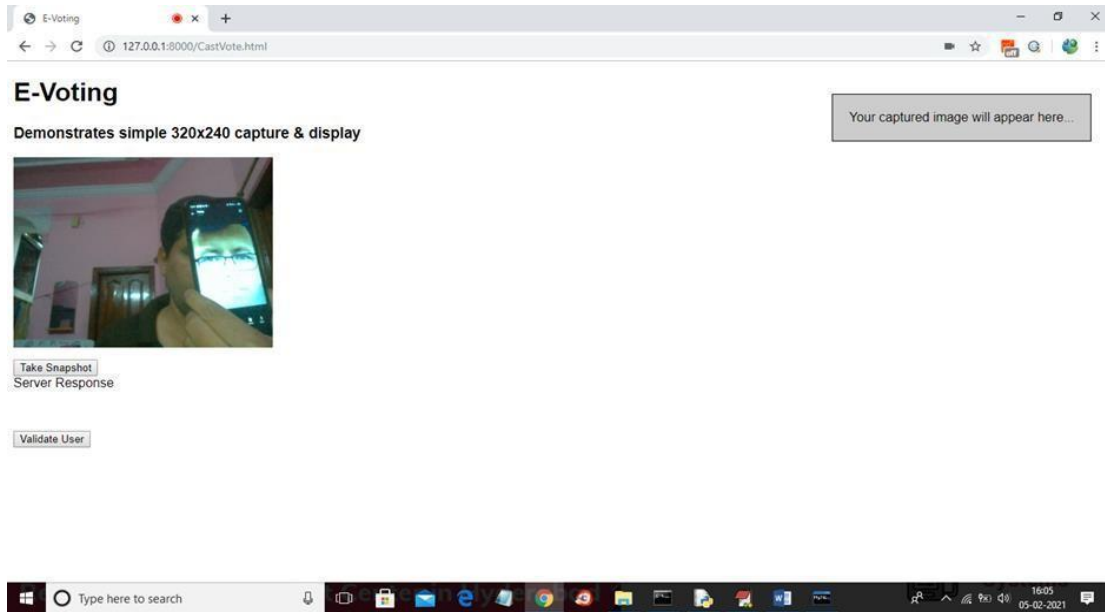 E-Voting
127.0.0.1:8000/CastVote.html
off
E-Voting
Your captured image will appear here...
Demonstrates simple 320x240 capture & display
Take Snapshot
Server Response
Validate User
Type here to search
16:05
05-02-2021